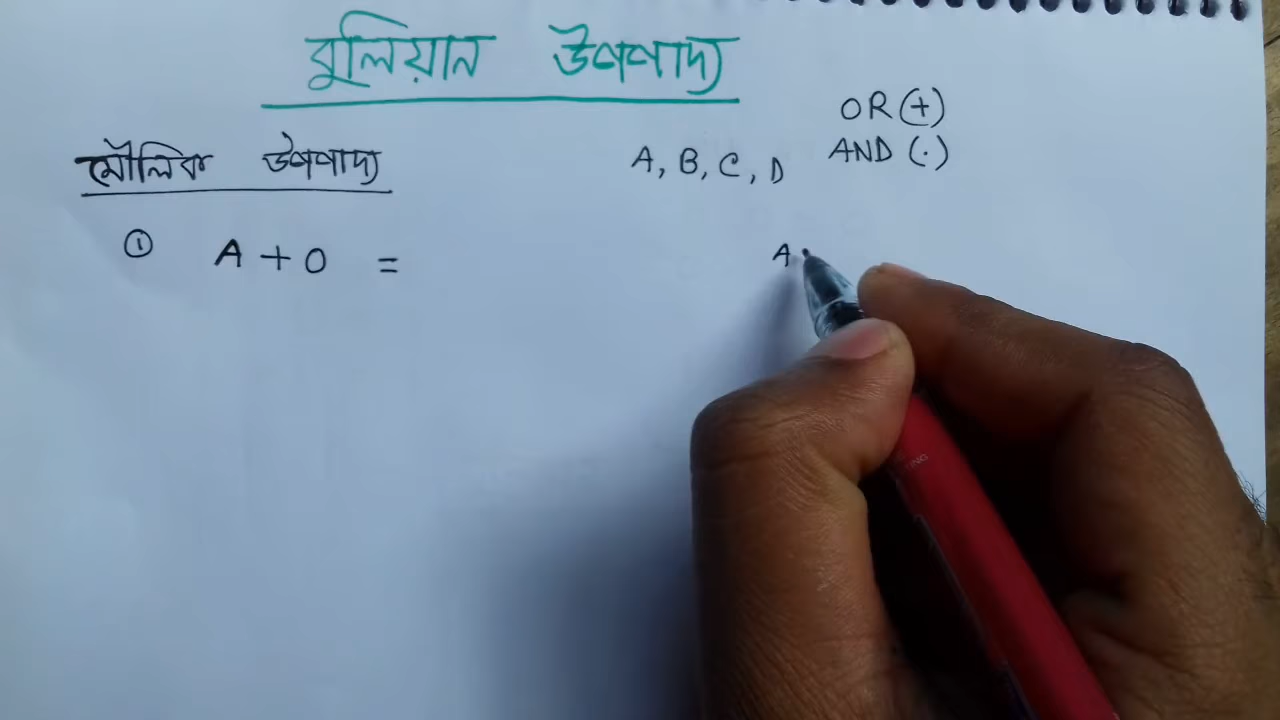 বুলিয়ান উপপাদ্য
OR (+)
AND (.)
মৌলিক উপপাদ্য
A, B, C, D
① A + 0 =
A